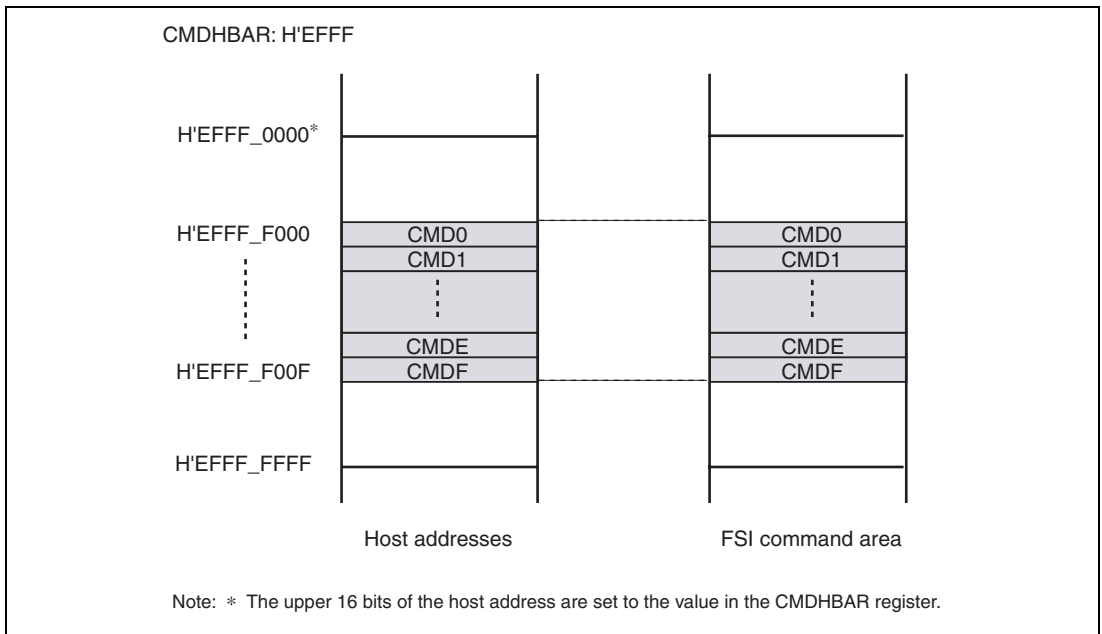 CMDHBAR: H'EFFF
H'EFFF_0000*
H'EFFF_F000 CMD0 CMD0
CMD1 CMD1
CMDE CMDE
H'EFFF_F00F CMDF CMDF
H'EFFF_FFFF
Host addresses FSI command area
Note: * The upper 16 bits of the host address are set to the value in the CMDHBAR register.